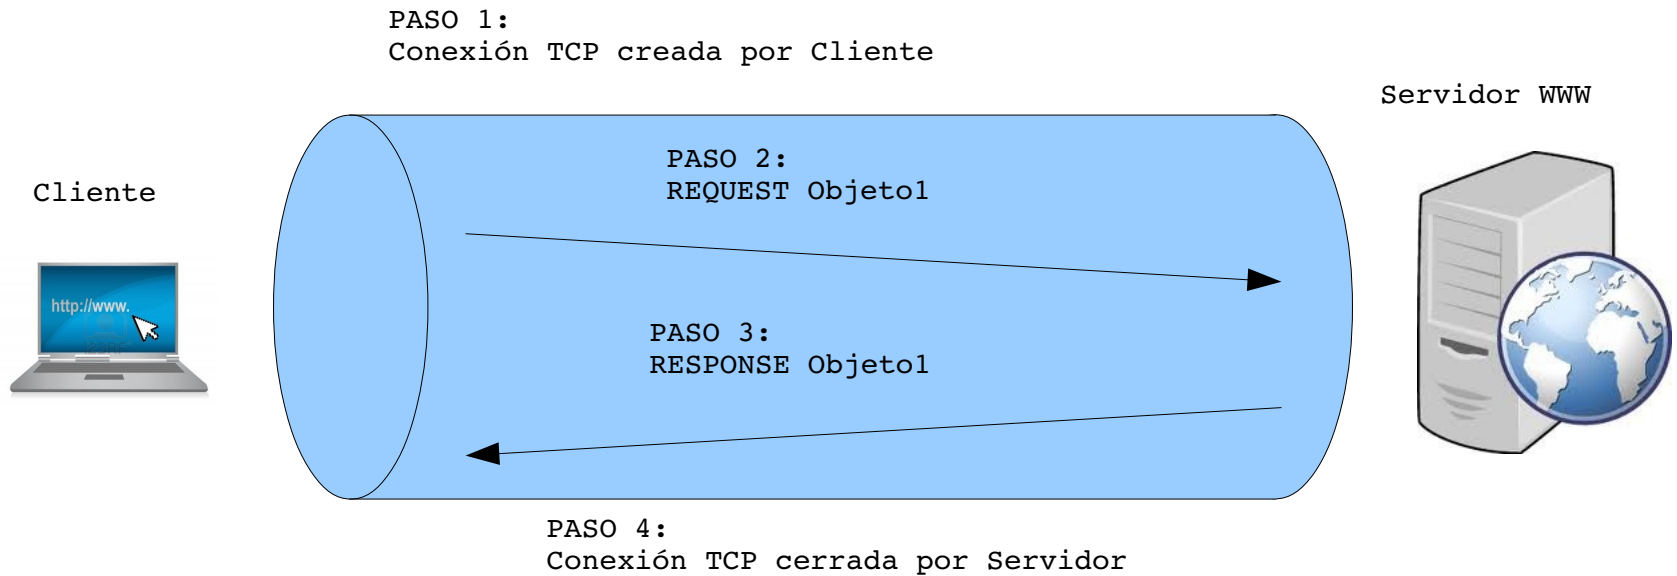 PASO 1:
Conexión TCP creada por Cliente
Servidor WWW
PASO 2:
REQUEST Objeto1
Cliente
http://www.
PASO 3:
RESPONSE Objeto1
PASO 4:
Conexión TCP cerrada por Servidor